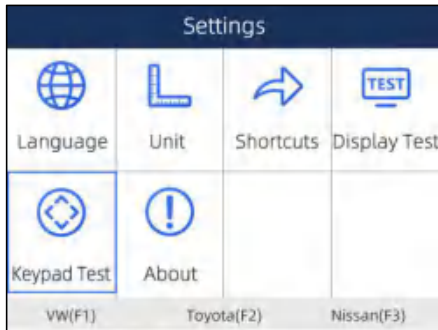 Settings
TEST
Language Unit Shortcuts Display Test
Keypad Test About
VW(F1) Toyota(F2) Nissan(F3)